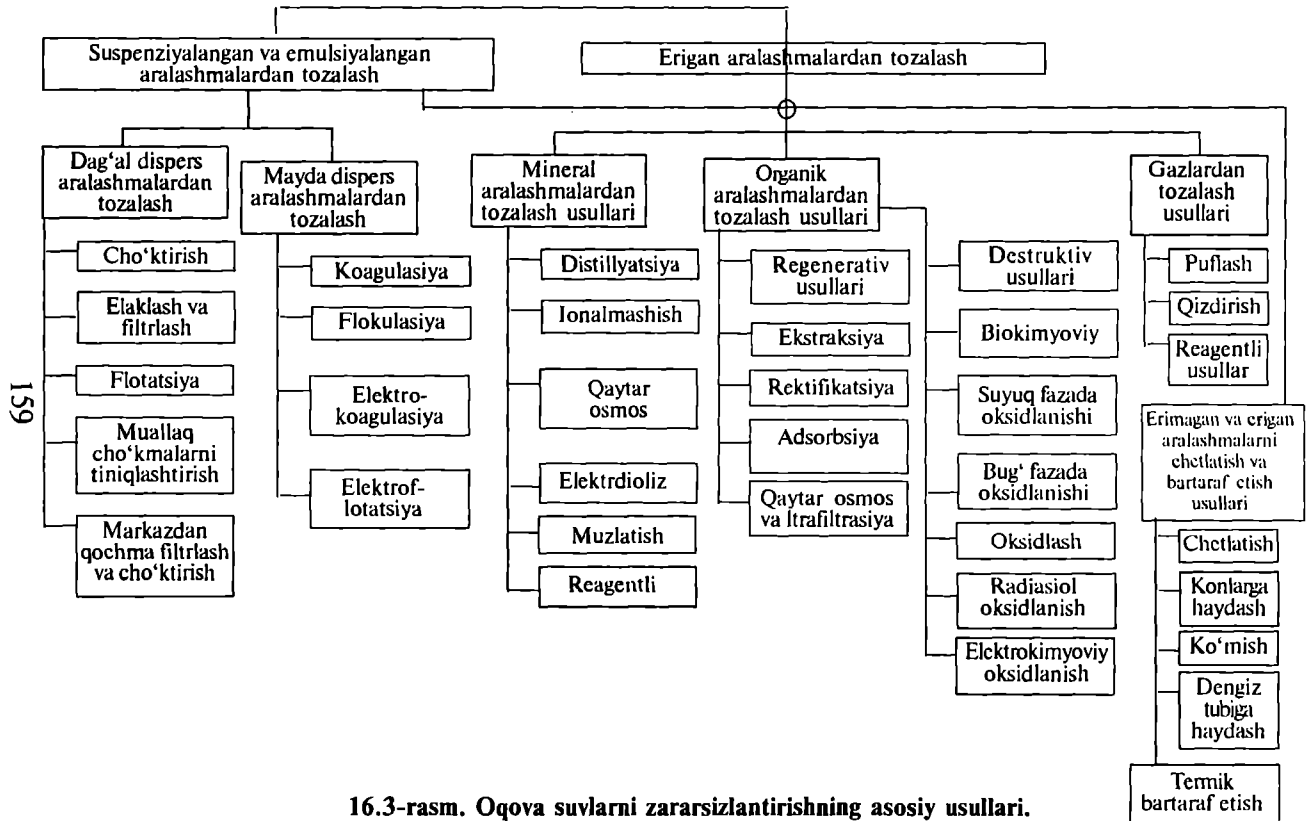 Suspenziyalangan va emulsiyalangan
aralashmalardan tozalash
Erigan aralashmalardan tozalash
Dag‘al dispers
aralashmalardan
tozalash
Mayda dispers
aralashmalardan
tozalash
Mineral
aralashmalardan
tozalash usullari
Organik
aralashmalardan
tozalash usullari
Gazlardan
tozalash
usullari
Cho‘ktirish
Elaklash va
filtrlash
Flotatsiya
Muallaq
cho‘kmalarni
tiniqlashtirish
Markazdan
qochma filtrlash
va cho‘ktirish
Koagulasiya
Flokulasiya
Elektro-
koagulasiya
Elektrof-
lotatsiya
Distillyatsiya
Ionalmashish
Qaytar
osmos
Elektrdioliz
Muzlatish
Reagentli
Regenerativ
usullari
Ekstraksiya
Rektifikatsiya
Adsorbsiya
Qaytar osmos
va ltrafiltrasiya
Destruktiv
usullari
Biokimyoviy
Suyuq fazada
oksidlanishi
Bug‘ fazada
oksidlanishi
Oksidlash
Radiasiol
oksidlanish
Elektrokimyoviy
oksidlanish
Puflash
Qizdirish
Reagentli
usullar
Erimagan va erigan
aralashmalarni
chetlatish va
bartaraf etish
usullari
Chetlatish
Konlarga
haydash
Ko‘mish
Dengiz
tubiga
haydash
Termik
bartaraf etish
159
16.3-rasm. Oqova suvlarni zararsizlantirishning asosiy usullari.